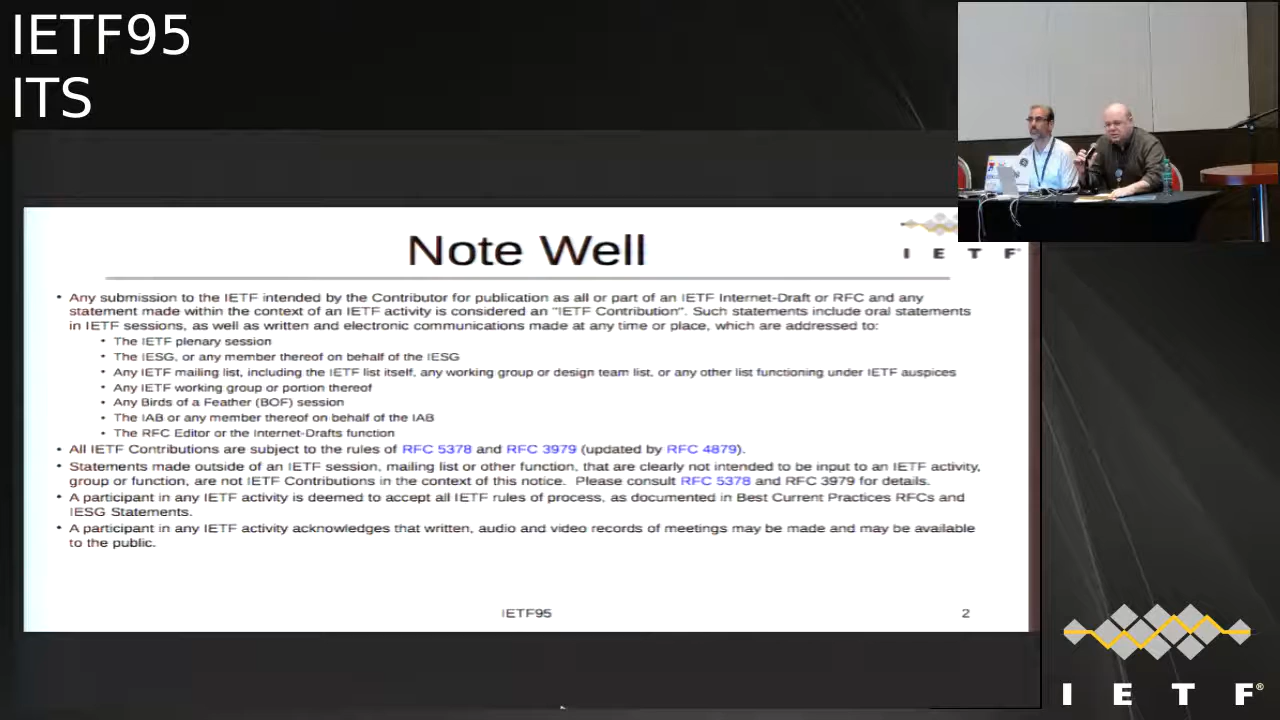 IETF95
ITS
Note Well
I E T F
• Any submission to the IETF intended by the Contributor for publication as all or part of an IETF Internet-Draft or RFC and any
statement made within the context of an IETF activity is considered an "IETF Contribution". Such statements include oral statements
in IETF sessions, as well as written and electronic communications made at any time or place, which are addressed to:
• The IETF plenary session
• The IESG, or any member thereof on behalf of the IESG
• Any IETF mailing list, including the IETF list itself, any working group or design team list, or any other list functioning under IETF auspices
• Any IETF working group or portion thereof
• Any Birds of a Feather (BOF) session
• The IAB or any member thereof on behalf of the IAB
• The RFC Editor or the Internet-Drafts function
• All IETF Contributions are subject to the rules of RFC 5378 and RFC 3979 (updated by RFC 4879).
• Statements made outside of an IETF session, mailing list or other function, that are clearly not intended to be input to an IETF activity,
group or function, are not IETF Contributions in the context of this notice. Please consult RFC 5378 and RFC 3979 for details.
• A participant in any IETF activity is deemed to accept all IETF rules of process, as documented in Best Current Practices RFCs and
IESG Statements.
• A participant in any IETF activity acknowledges that written, audio and video records of meetings may be made and may be available
to the public.
IETF95
2
I E T F®